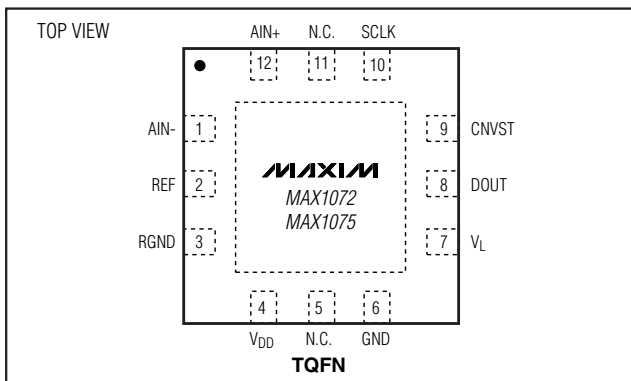 TOP VIEW
AIN+ N.C. SCLK
12 11 10
AIN- 1 9 CNVST
MAXIM
REF 2 8 DOUT
MAX1072
MAX1075
RGND 3 7 VL
4 5 6
VDD N.C. GND
TQFN